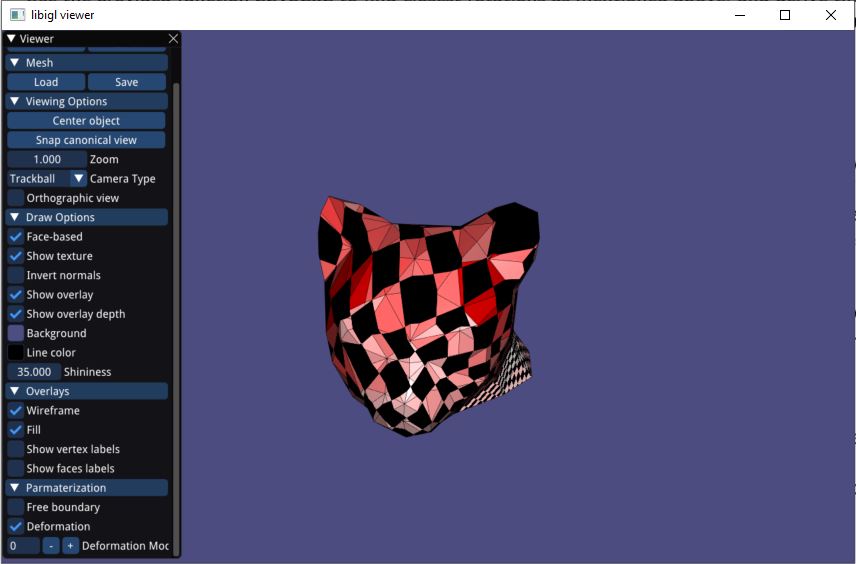 libigl viewer
Viewer
Mesh
Load Save
Viewing Options
Center object
Snap canonical view
1.000 Zoom
Trackball Camera Type
Orthographic view
Draw Options
Face-based
Show texture
Invert normals
Show overlay
Show overlay depth
Background
Line color
35.000 Shininess
Overlays
Wireframe
Fill
Show vertex labels
Show faces labels
Parmaterization
Free boundary
Deformation
0 - + Deformation Moc